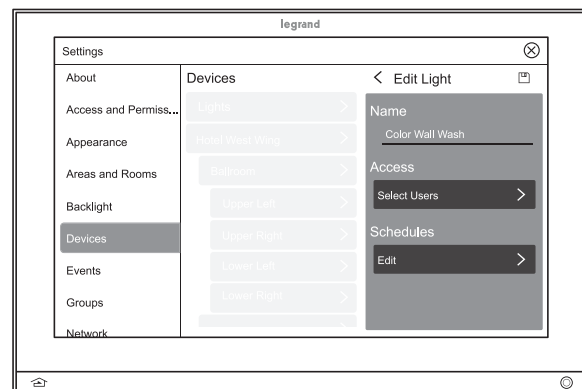 legrand
Settings
About
Access and Permiss...
Appearance
Areas and Rooms
Backlight
Devices
Events
Groups
Network
Devices
Lights
Hotel West Wing
Ballroom
Upper Left
Upper Right
Lower Left
Lower Right
Edit Light
Name
Color Wall Wash
Access
Select Users
Schedules
Edit